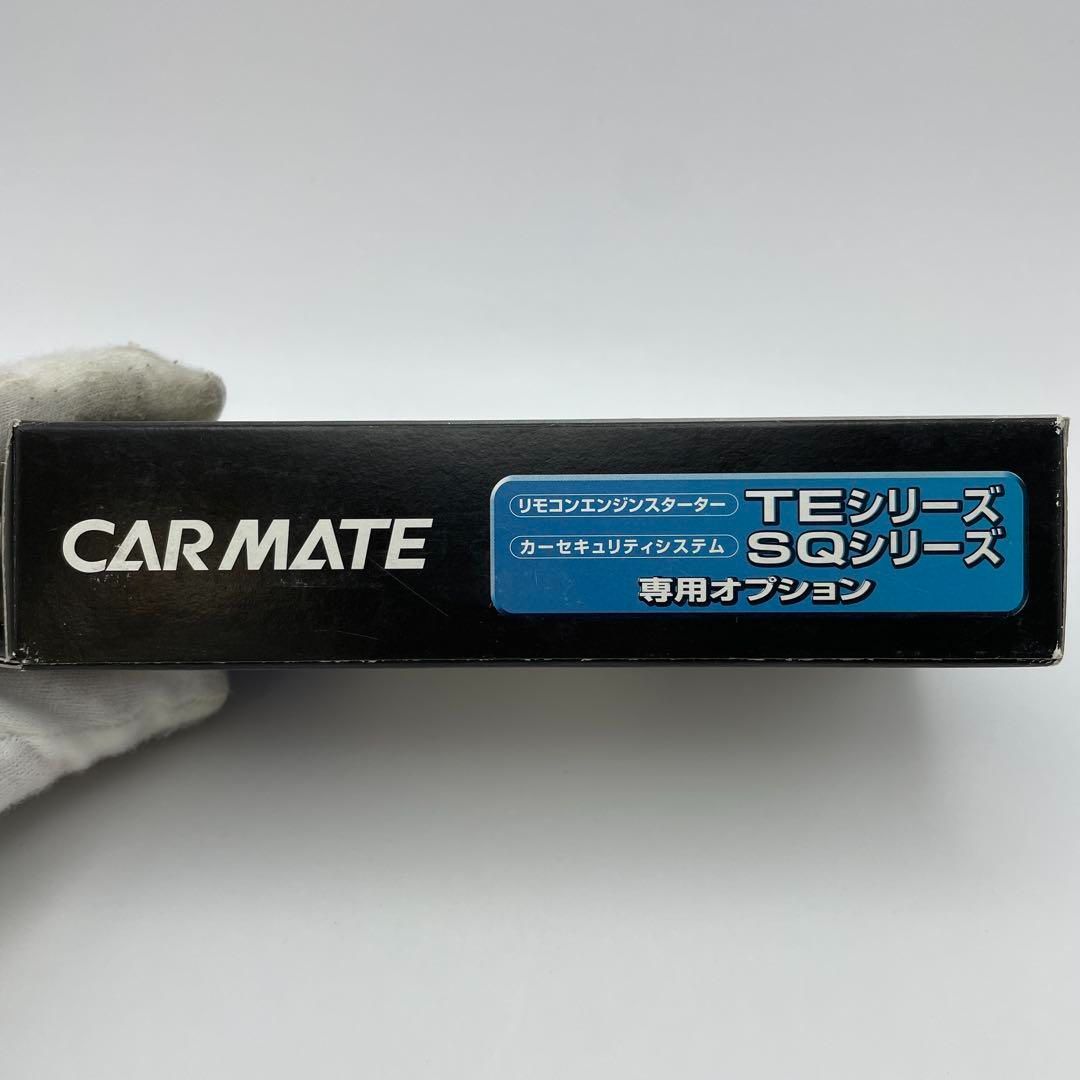 CARMATE
リモコンエンジンスターター TEシリーズ
カーセキュリティシステム SQシリーズ
専用オプション